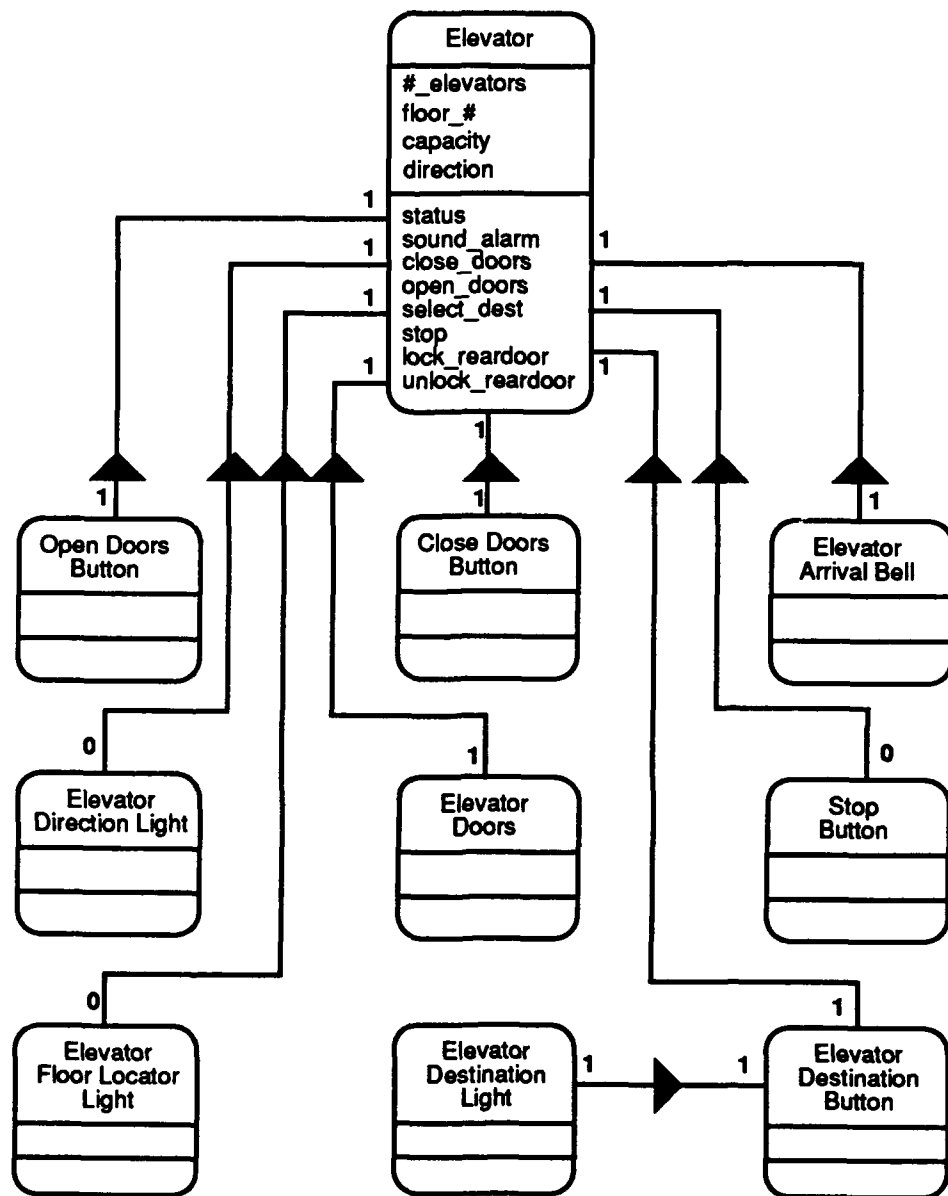 Elevator
#_elevators
floor_#
capacity
direction
1
status
sound_alarm
1
1
close_doors
open_doors
1
1
select_dest
stop
1
lock_reardoor
1
unlock_reardoor
1
1
1
1
Open Doors
Button
Close Doors
Button
Elevator
Arrival Bell
0
1
0
Elevator
Direction Light
Elevator
Doors
Stop
Button
0
1
Elevator
Floor Locator
Light
Elevator
Destination
Light
1
1
Elevator
Destination
Button